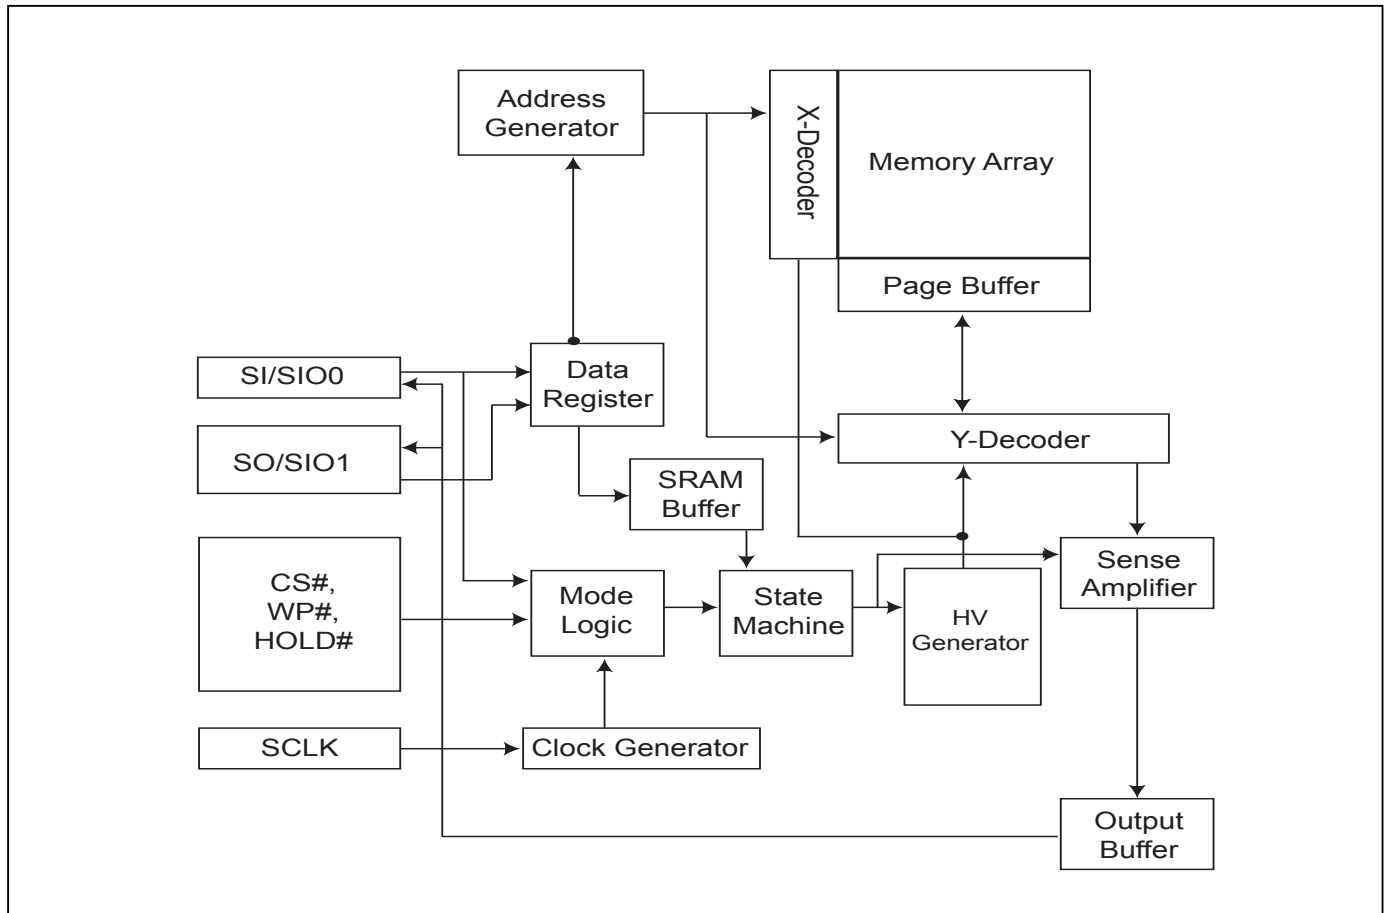 Address
Generator
X-Decoder
Memory Array
Page Buffer
SI/SIO0
Data
Register
SO/SIO1
Y-Decoder
SRAM
Buffer
CS#,
WP#,
HOLD#
Mode
Logic
State
Machine
HV
Generator
Sense
Amplifier
SCLK
Clock Generator
Output
Buffer